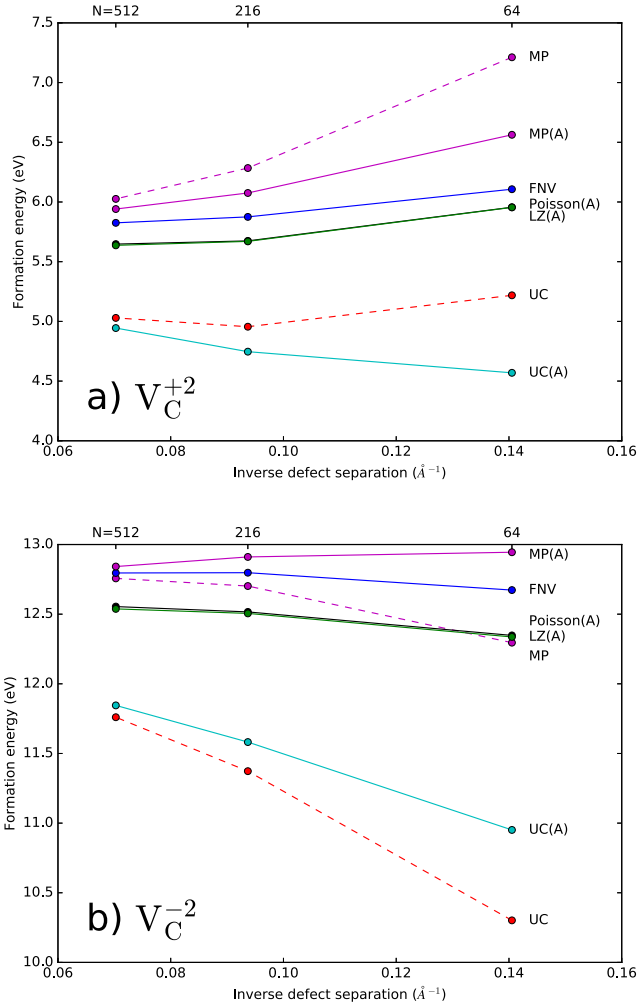 N=512 216 64
7.5
7.0
6.5
6.0
5.5
5.0
4.5
4.0
Formation energy (eV)
MP
MP(A)
FNV
Poisson(A)
LZ(A)
UC
UC(A)
a) V_C^{+2}
0.06 0.08 0.10 0.12 0.14 0.16
Inverse defect separation (Å⁻¹)
N=512 216 64
13.0
12.5
12.0
11.5
11.0
10.5
10.0
Formation energy (eV)
MP(A)
FNV
Poisson(A)
LZ(A)
MP
UC(A)
UC
b) V_C^{−2}
0.06 0.08 0.10 0.12 0.14 0.16
Inverse defect separation (Å⁻¹)